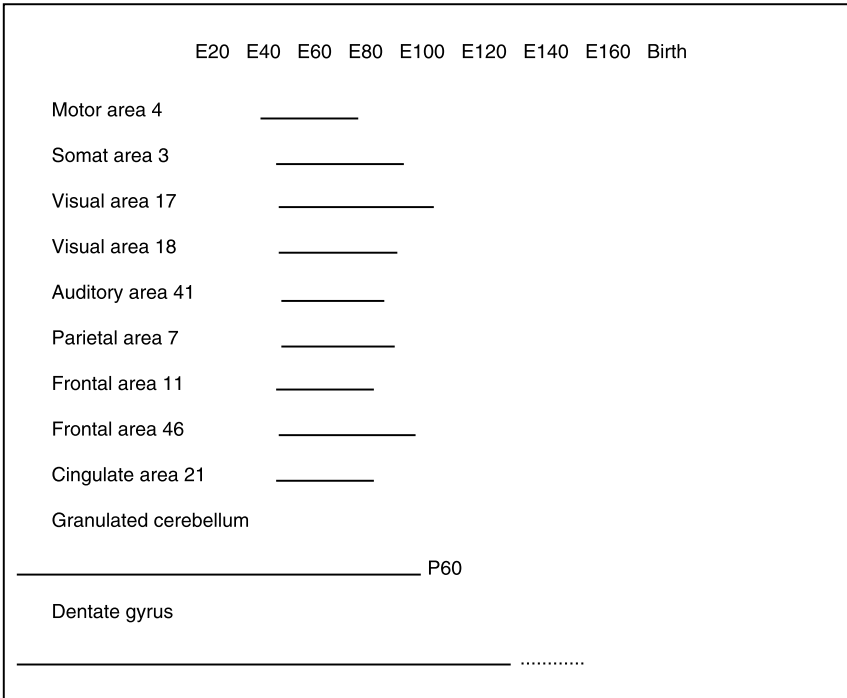 E20 E40 E60 E80 E100 E120 E140 E160 Birth
Motor area 4
Somat area 3
Visual area 17
Visual area 18
Auditory area 41
Parietal area 7
Frontal area 11
Frontal area 46
Cingulate area 21
Granulated cerebellum
P60
Dentate gyrus